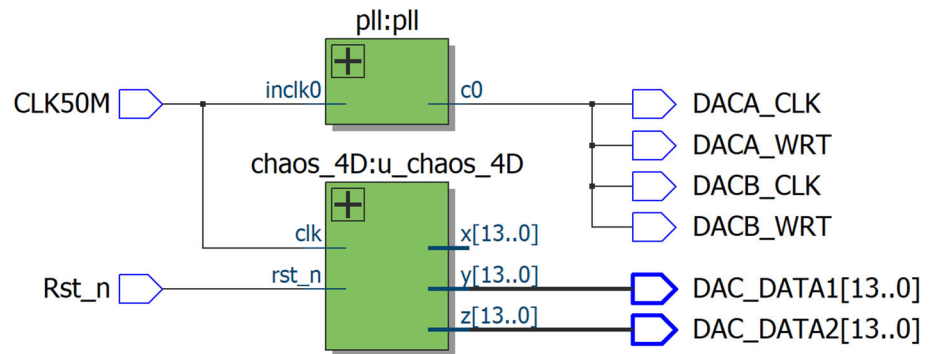 pll:pll
CLK50M
inclk0
c0
DACA_CLK
DACA_WRT
chaos_4D:u_chaos_4D
DACB_CLK
clk
x[13..0]
DACB_WRT
Rst_n
rst_n
y[13..0]
DAC_DATA1[13..0]
z[13..0]
DAC_DATA2[13..0]